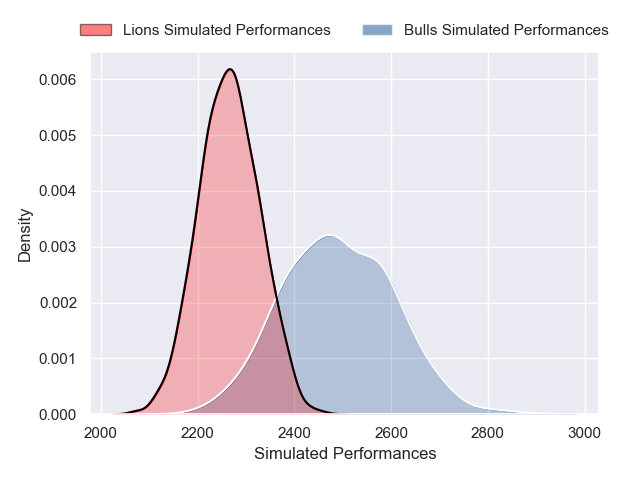 Lions Simulated Performances
Bulls Simulated Performances
0.006
0.005
0.004
0.003
0.002
0.001
0.000
Density
2000 2200 2400 2600 2800 3000
Simulated Performances